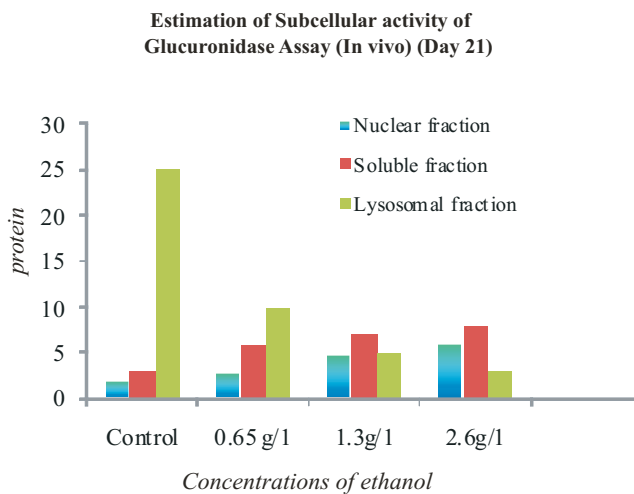 Estimation of Subcellular activity of
Glucuronidase Assay (In vivo) (Day 21)
30
25
20
15
10
5
0
protein
Nuclear fraction
Soluble fraction
Lysosomal fraction
Control 0.65 g/1 1.3g/1 2.6g/1
Concentrations of ethanol